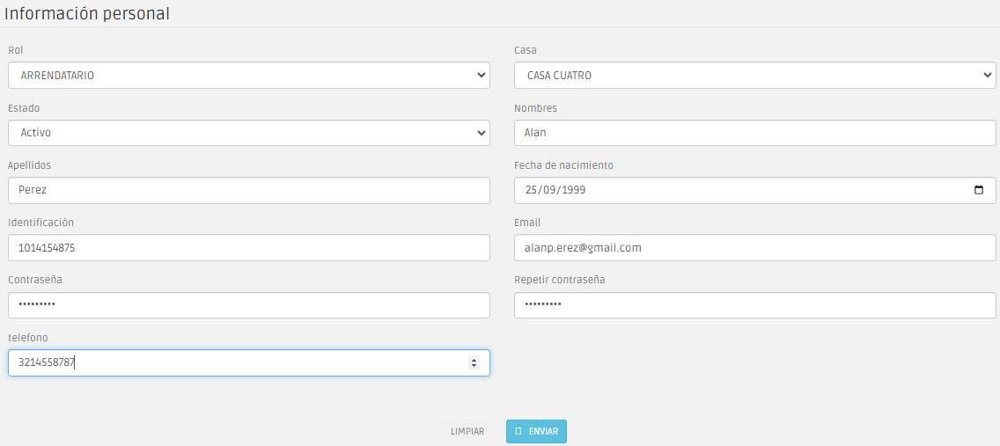 Información personal
Rol Casa
ARRENDATARIO CASA CUATRO
Estado Nombres
Activo Alan
Apellidos Fecha de nacimiento
Perez 25/09/1999
Identificación Email
1014154875 alanp.erez@gmail.com
Contraseña Repetir contraseña
••••••••• •••••••••
telefono
3214558787
LIMPIAR ENVIAR